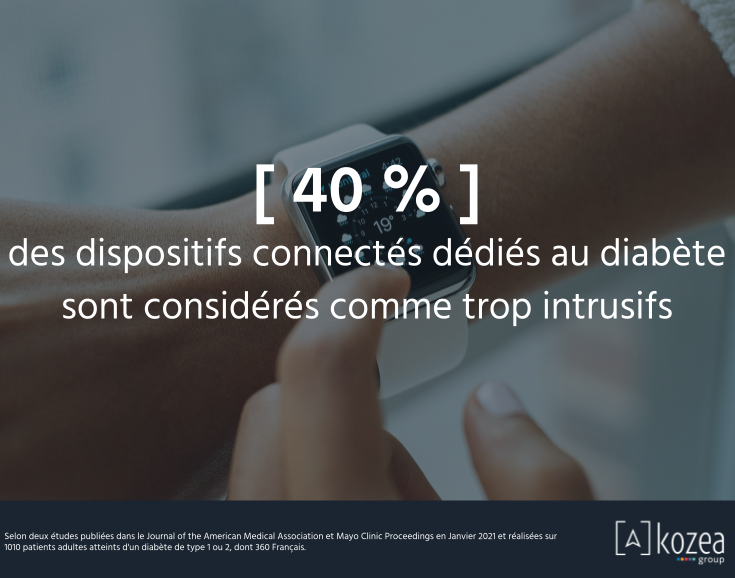 [ 40 % ]
des dispositifs connectés dédiés au diabète
sont considérés comme trop intrusifs
Selon deux études publiées dans le Journal of the American Medical Association et Mayo Clinic Proceedings en Janvier 2021 et réalisées sur
1010 patients adultes atteints d'un diabète de type 1 ou 2, dont 360 Français.
[A]kozea
group